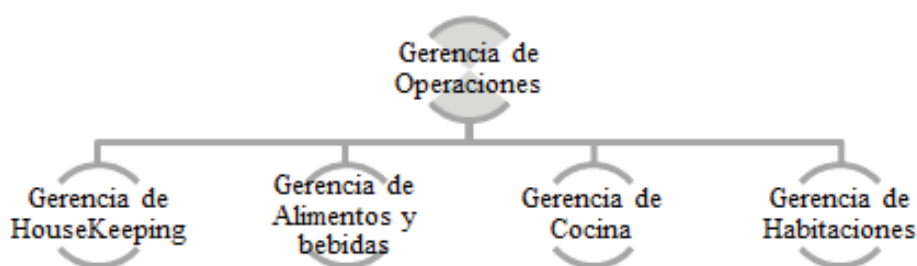 Gerencia de
Operaciones
Gerencia de
HouseKeeping
Gerencia de
Alimentos y
bebidas
Gerencia de
Cocina
Gerencia de
Habitaciones